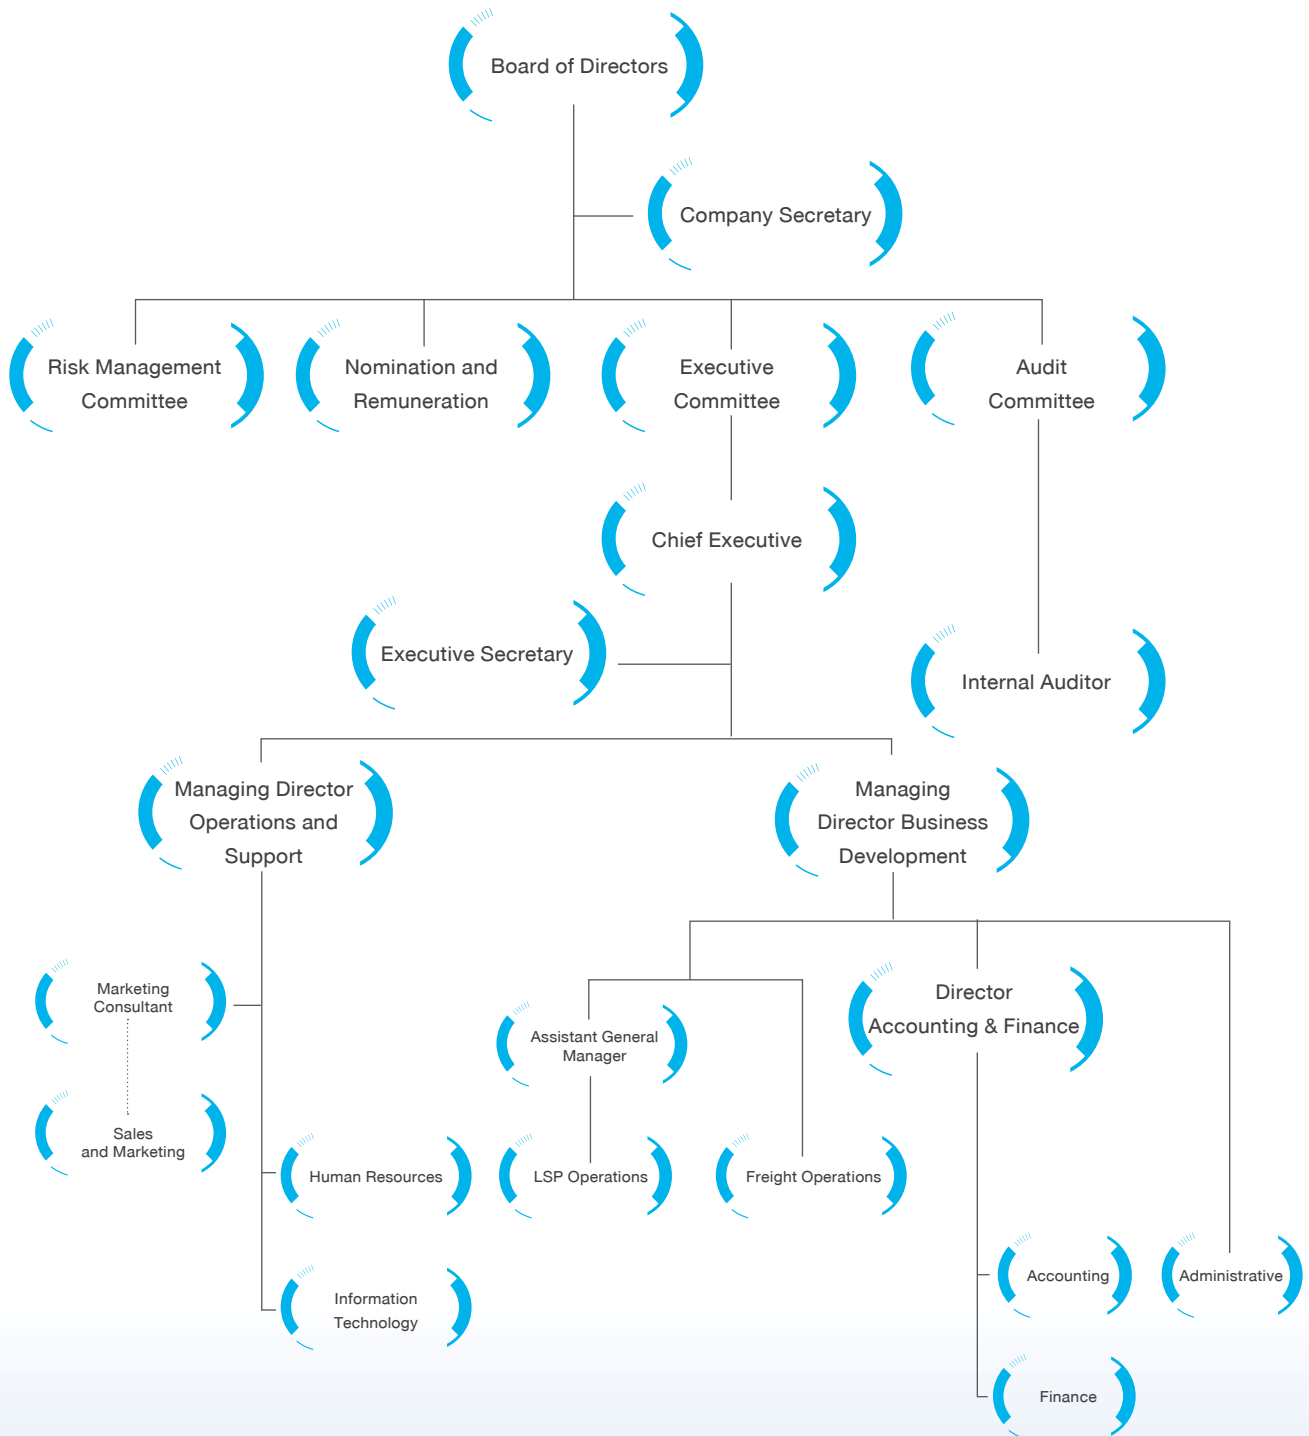 Board of Directors
Company Secretary
Risk Management
Committee
Nomination and
Remuneration
Executive
Committee
Audit
Committee
Chief Executive
Executive Secretary
Internal Auditor
Managing Director
Operations and
Support
Managing
Director Business
Development
Marketing
Consultant
Sales
and Marketing
Human Resources
Information
Technology
Assistant General
Manager
LSP Operations
Freight Operations
Director
Accounting & Finance
Accounting
Administrative
Finance